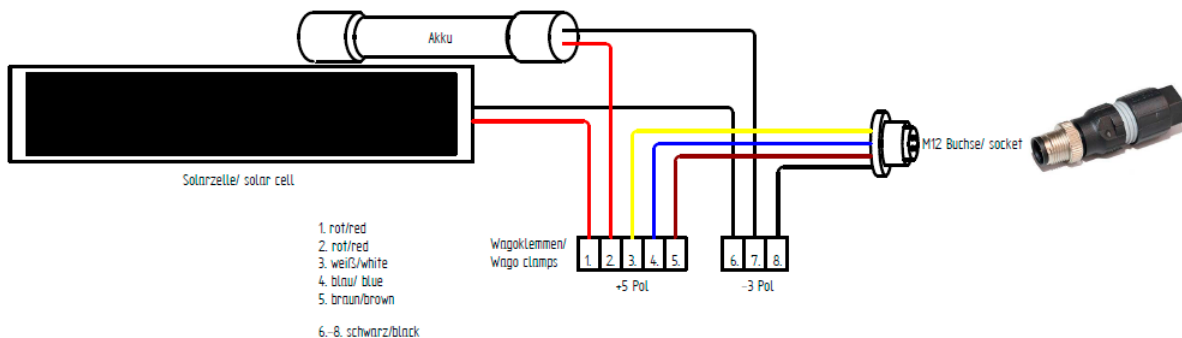 Akku
Solarzelle/ solar cell
M12 Buchse/ socket
1. rot/red
2. rot/red
3. weiß/white
4. blau/ blue
5. braun/brown
6.-8. schwarz/black
Wagoklemmen/
Wago clamps
1. 2. 3. 4. 5.
6. 7. 8.
+5 Pol
-3 Pol